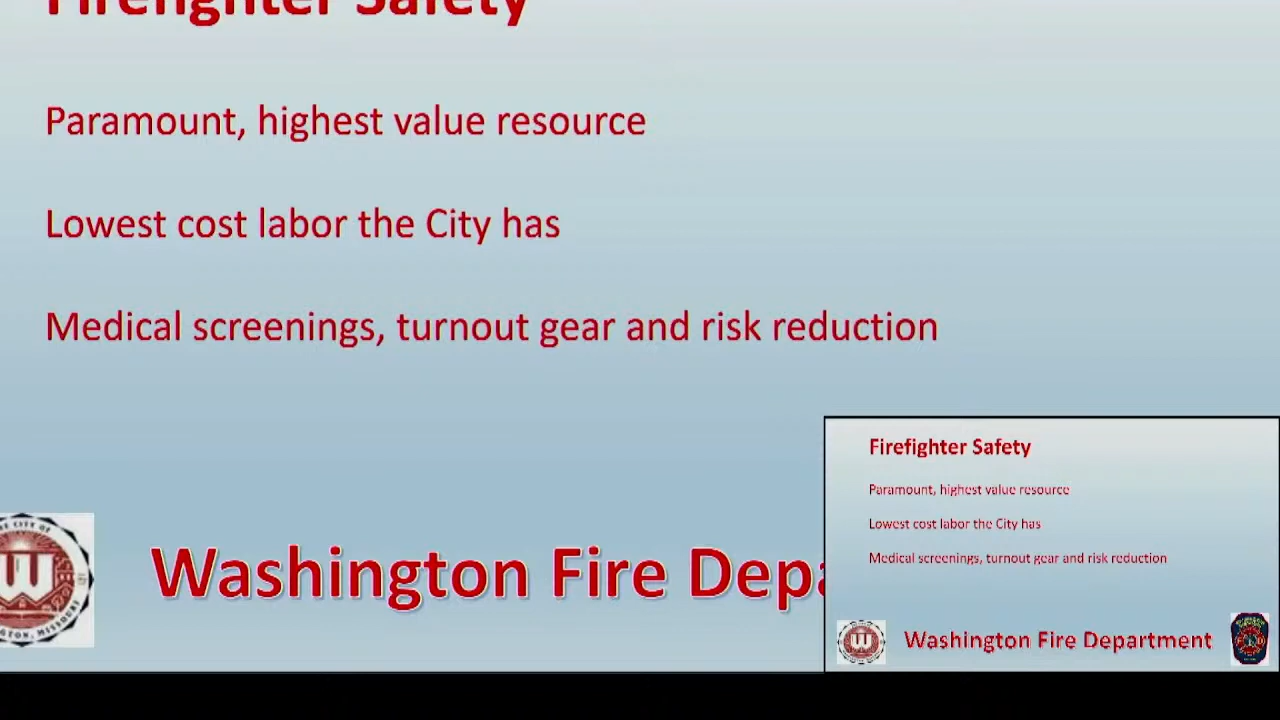 Firefighter Safety
Paramount, highest value resource
Lowest cost labor the City has
Medical screenings, turnout gear and risk reduction
Washington Fire Depa
Firefighter Safety
Paramount, highest value resource
Lowest cost labor the City has
Medical screenings, turnout gear and risk reduction
Washington Fire Department